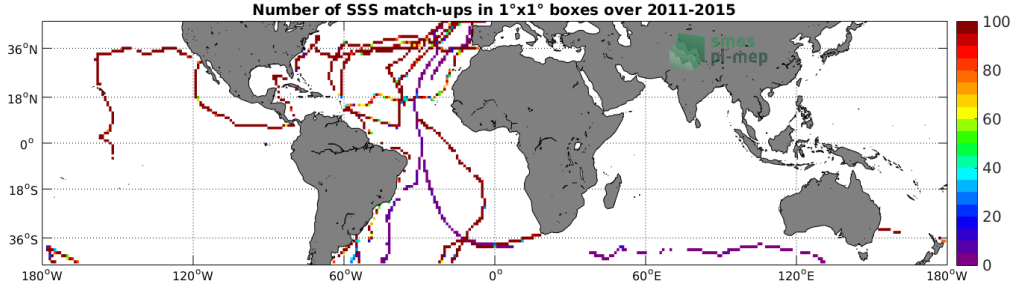 Number of SSS match-ups in 1°x1° boxes over 2011-2015
smos
pi-mep
36°N
18°N
0°
18°S
36°S
180°W
120°W
60°W
0°
60°E
120°E
180°W
100
80
60
40
20
0